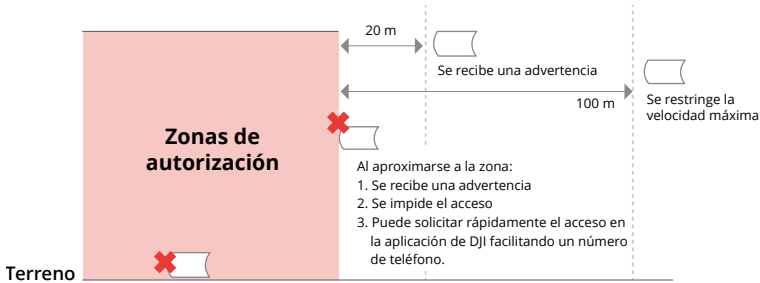 20 m
Se recibe una advertencia
100 m
Se restringe la
velocidad máxima
Zonas de
autorización
Al aproximarse a la zona:
1. Se recibe una advertencia
2. Se impide el acceso
3. Puede solicitar rápidamente el acceso en
la aplicación de DJI facilitando un número
de teléfono.
Terreno